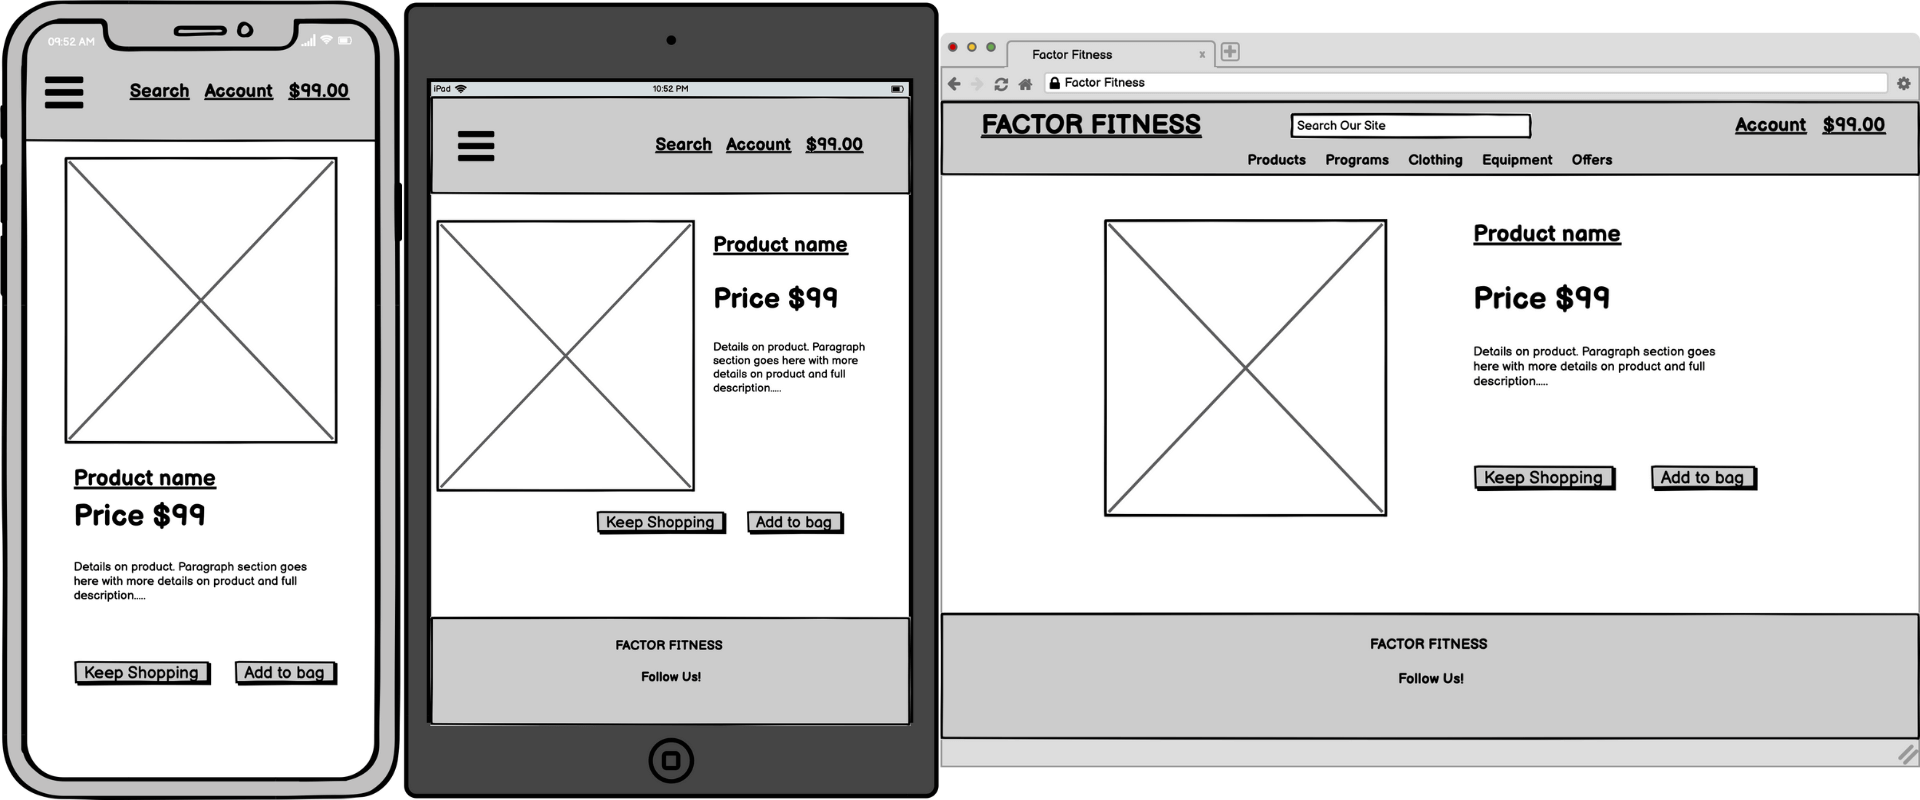 09:52 AM
Search Account $99.00
Product name
Price $99
Details on product. Paragraph section goes
here with more details on product and full
description.....
Keep Shopping Add to bag
iPad 10:52 PM
Search Account $99.00
Product name
Price $99
Details on product. Paragraph
section goes here with more
details on product and full
description.....
Keep Shopping Add to bag
FACTOR FITNESS
Follow Us!
Factor Fitness x
Factor Fitness
FACTOR FITNESS Search Our Site Account $99.00
Products Programs Clothing Equipment Offers
Product name
Price $99
Details on product. Paragraph section goes
here with more details on product and full
description.....
Keep Shopping Add to bag
FACTOR FITNESS
Follow Us!